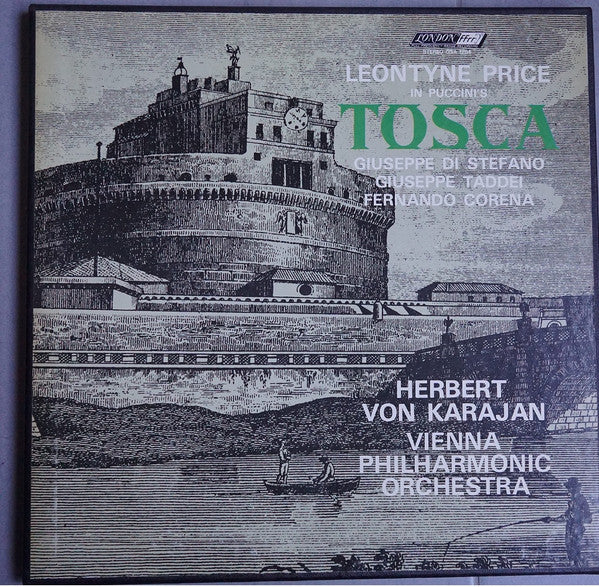 LONDON ffrr
LEONTYNE PRICE
IN PUCCINI'S
TOSCA
GIUSEPPE DI STEFANO
GIUSEPPE TADDEI
FERNANDO CORENA
HERBERT
VON KARAJAN
VIENNA
PHILHARMONIC
ORCHESTRA